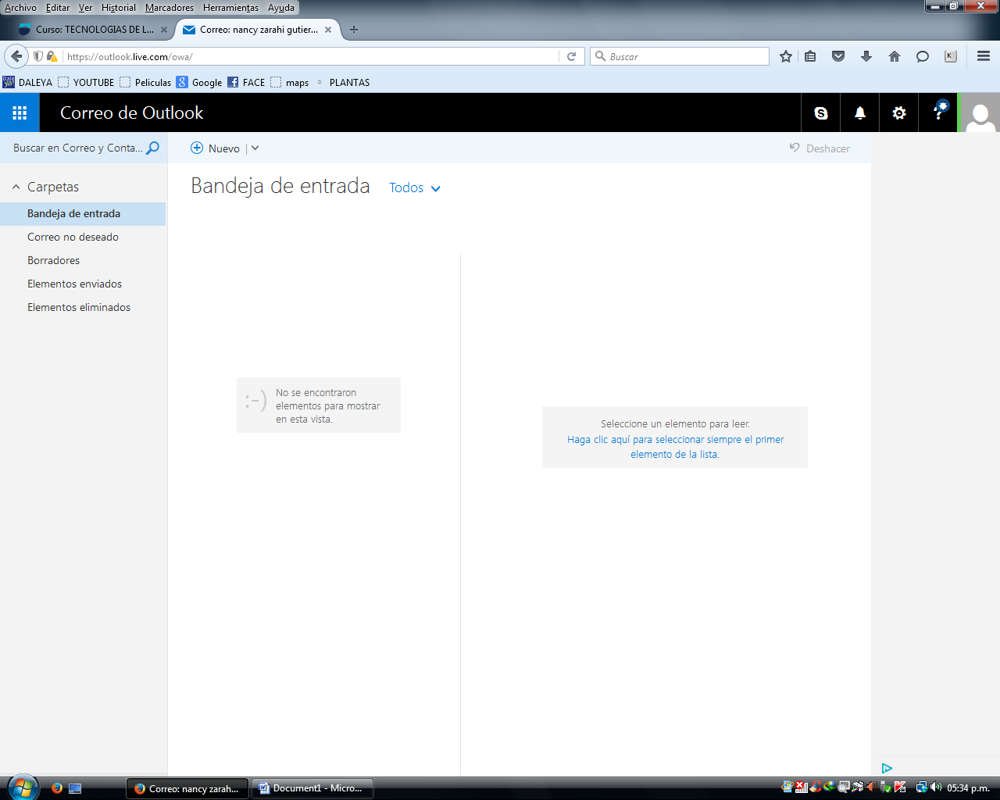 Archivo Editar Ver Historial Marcadores Herramientas Ayuda
Curso: TECNOLOGIAS DE L... Correo: nancy zarahi gutier...
https://outlook.live.com/owa/ Buscar
DALEYA YOUTUBE Peliculas Google FACE maps PLANTAS
Correo de Outlook
Buscar en Correo y Conta... Nuevo Deshacer
Carpetas
Bandeja de entrada Todos
Bandeja de entrada
Correo no deseado
Borradores
Elementos enviados
Elementos eliminados
:-)
No se encontraron
elementos para mostrar
en esta vista.
Seleccione un elemento para leer.
Haga clic aquí para seleccionar siempre el primer
elemento de la lista.
Correo: nancy zarah... Document1 - Micro... 05:34 p.m.